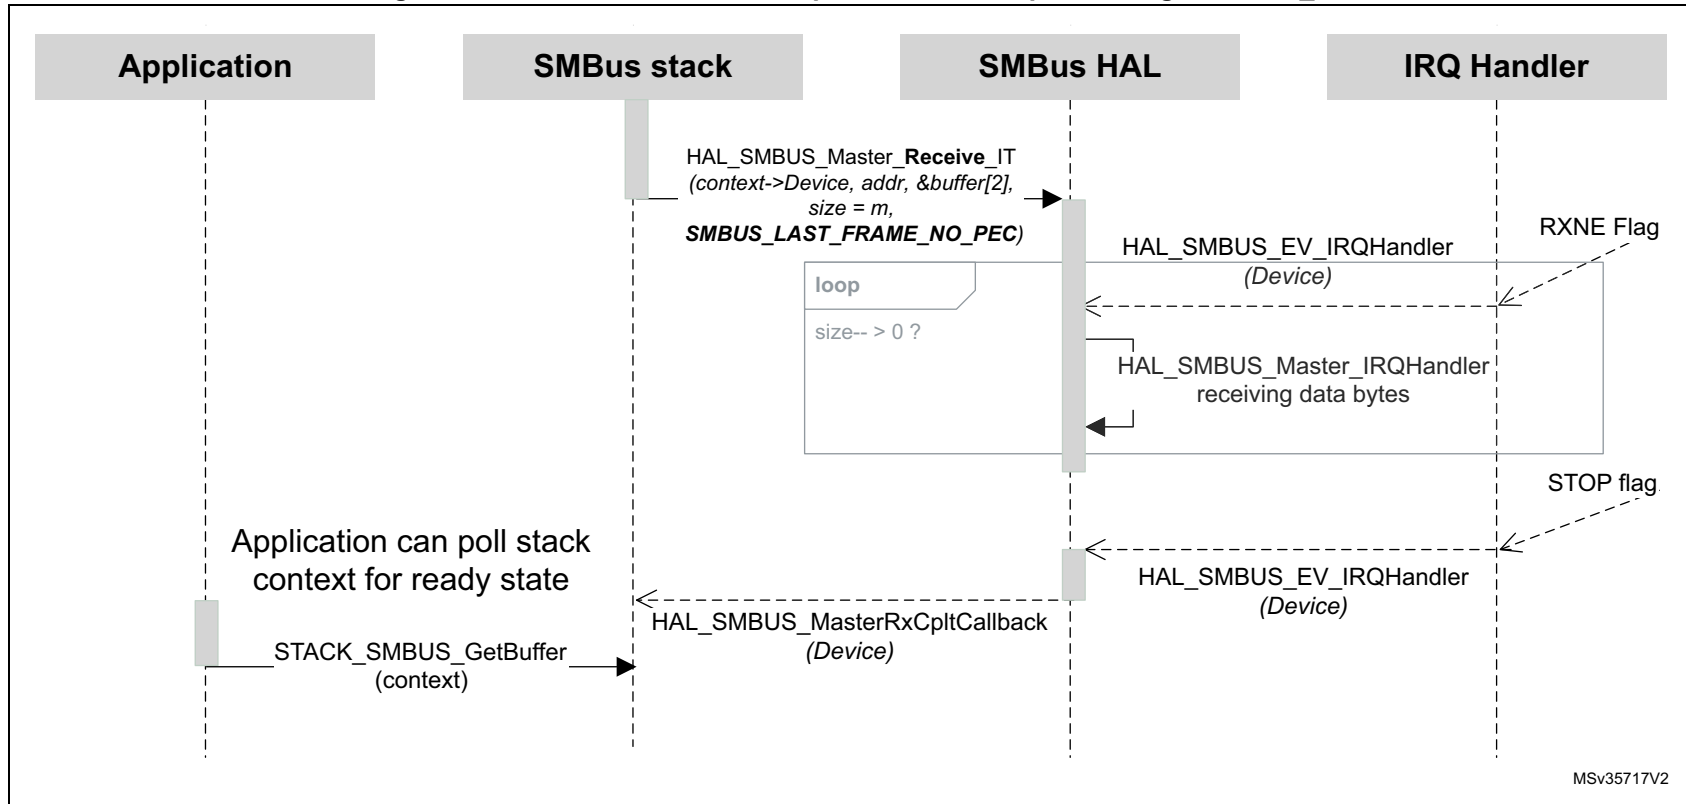 Application
SMBus stack
SMBus HAL
IRQ Handler
HAL_SMBUS_Master_Receive_IT
(context->Device, addr, &buffer[2],
size = m,
SMBUS_LAST_FRAME_NO_PEC)
RXNE Flag
HAL_SMBUS_EV_IRQHandler
(Device)
loop
size-- > 0 ?
HAL_SMBUS_Master_IRQHandler
receiving data bytes
STOP flag
Application can poll stack
context for ready state
HAL_SMBUS_EV_IRQHandler
(Device)
HAL_SMBUS_MasterRxCpltCallback
(Device)
STACK_SMBUS_GetBuffer
(context)
MSv35717V2